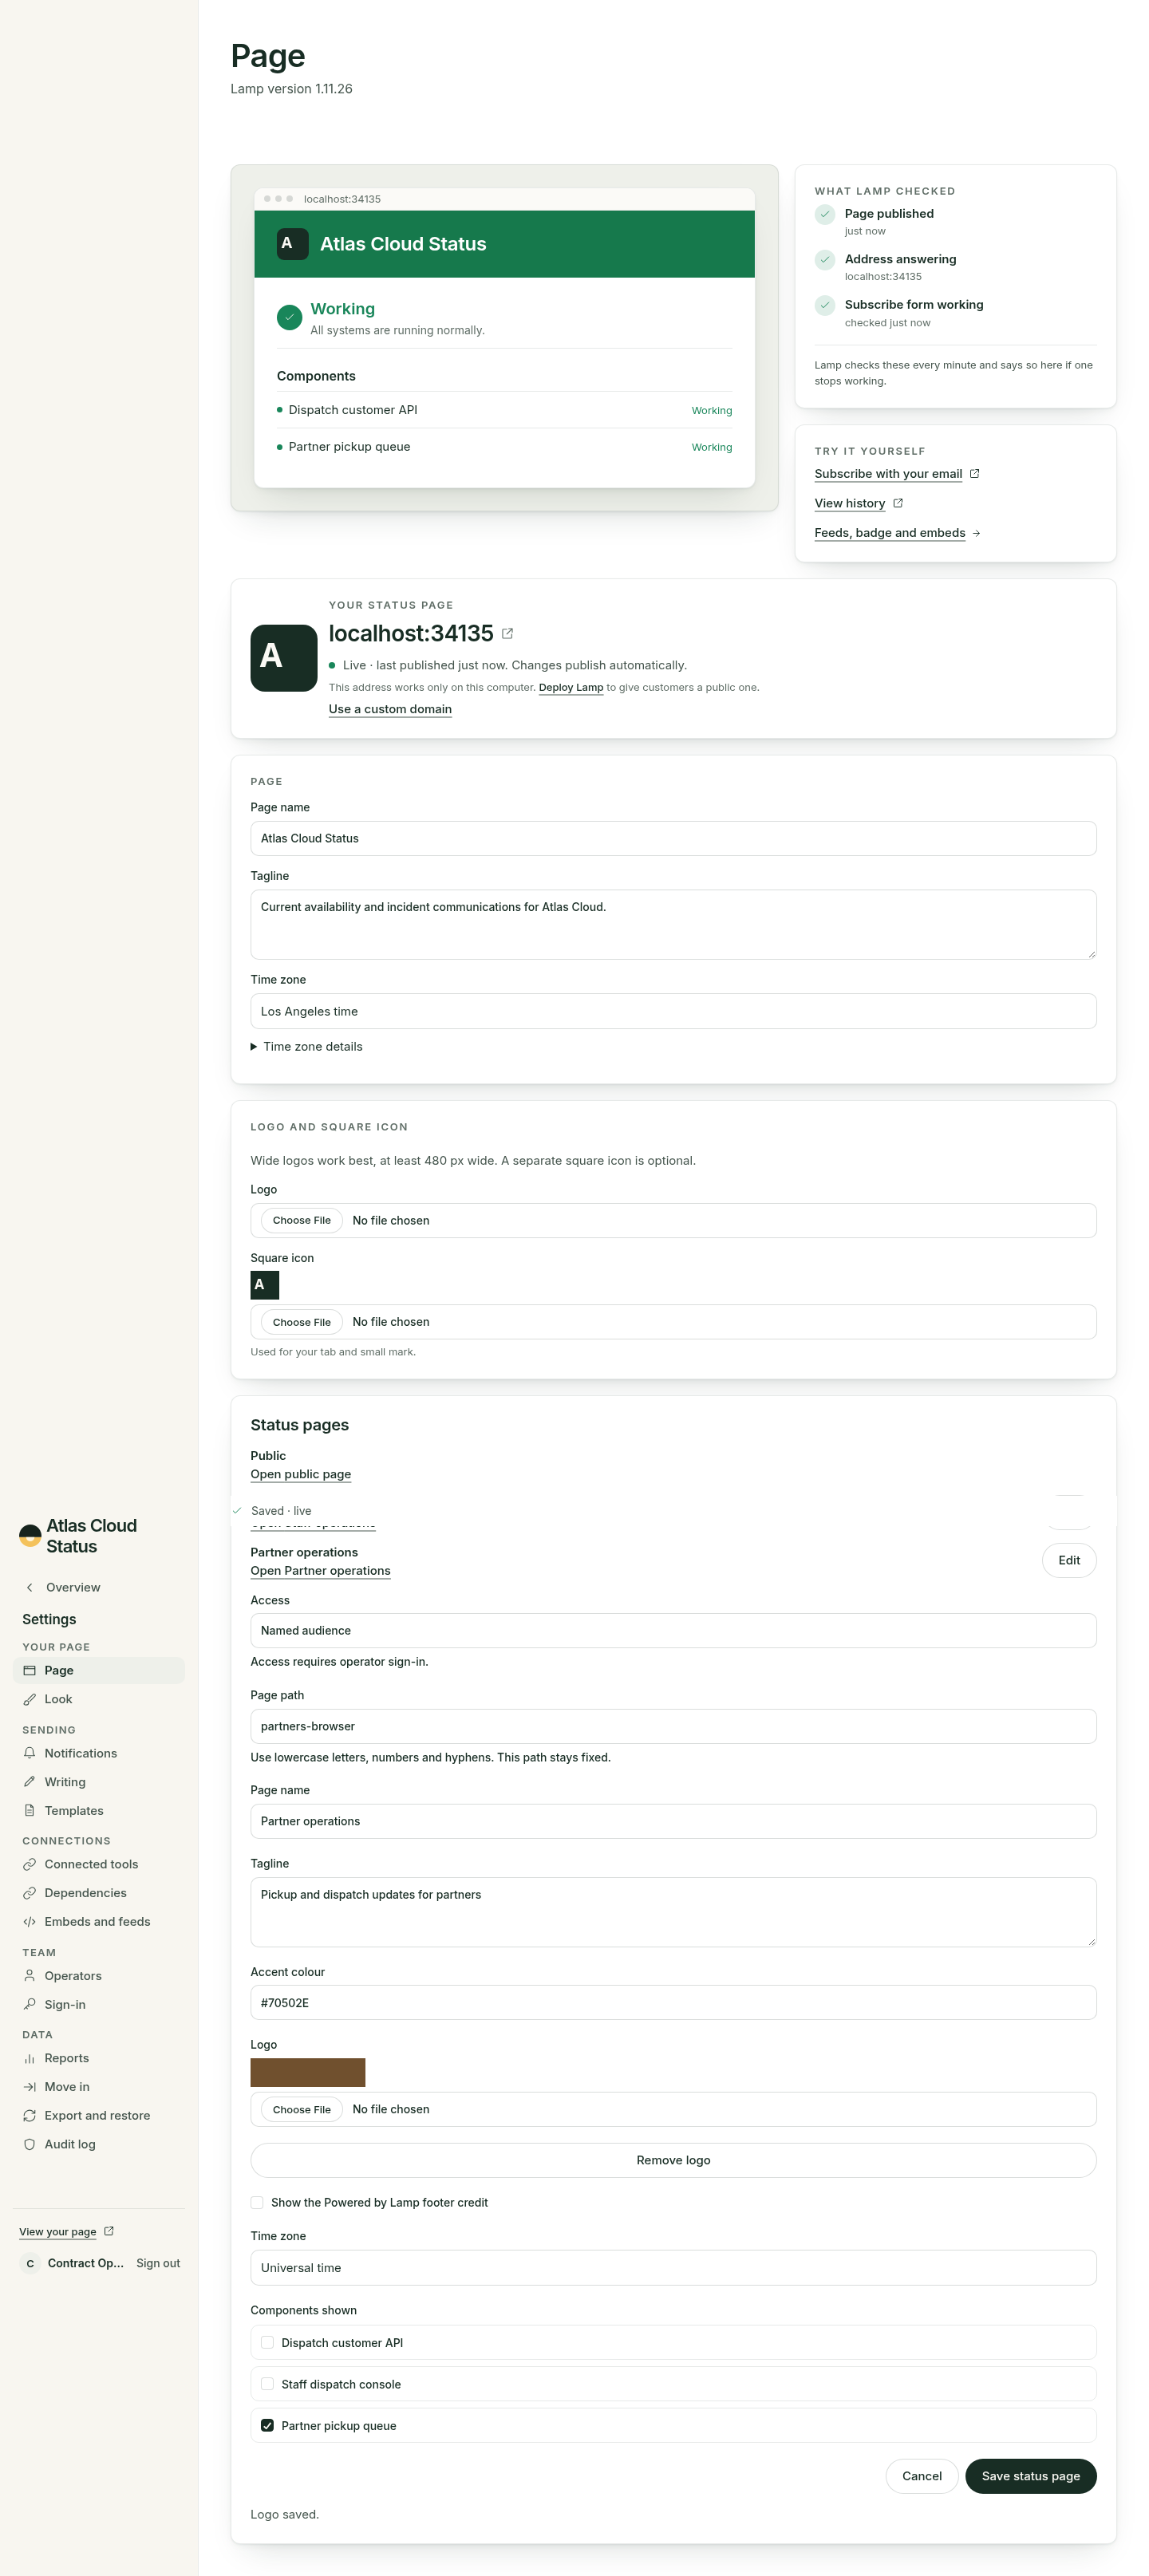 Page
Lamp version 1.11.26
localhost:34135
A
Atlas Cloud Status
Working
All systems are running normally.
Components
Dispatch customer API
Working
Partner pickup queue
Working
WHAT LAMP CHECKED
Page published
just now
Address answering
localhost:34135
Subscribe form working
checked just now
Lamp checks these every minute and says so here if one
stops working.
TRY IT YOURSELF
Subscribe with your email
View history
Feeds, badge and embeds
A
YOUR STATUS PAGE
localhost:34135
Live · last published just now. Changes publish automatically.
This address works only on this computer. Deploy Lamp to give customers a public one.
Use a custom domain
PAGE
Page name
Atlas Cloud Status
Tagline
Current availability and incident communications for Atlas Cloud.
Time zone
Los Angeles time
Time zone details
LOGO AND SQUARE ICON
Wide logos work best, at least 480 px wide. A separate square icon is optional.
Logo
Choose File No file chosen
Square icon
A
Choose File No file chosen
Used for your tab and small mark.
Status pages
Public
Open public page
Saved · live
Partner operations
Open Partner operations
Edit
Access
Named audience
Access requires operator sign-in.
Page path
partners-browser
Use lowercase letters, numbers and hyphens. This path stays fixed.
Page name
Partner operations
Tagline
Pickup and dispatch updates for partners
Accent colour
#70502E
Logo
Choose File No file chosen
Remove logo
Show the Powered by Lamp footer credit
Time zone
Universal time
Components shown
Dispatch customer API
Staff dispatch console
Partner pickup queue
Cancel
Save status page
Logo saved.
Atlas Cloud
Status
Overview
Settings
YOUR PAGE
Page
Look
SENDING
Notifications
Writing
Templates
CONNECTIONS
Connected tools
Dependencies
Embeds and feeds
TEAM
Operators
Sign-in
DATA
Reports
Move in
Export and restore
Audit log
View your page
C
Contract Op...
Sign out